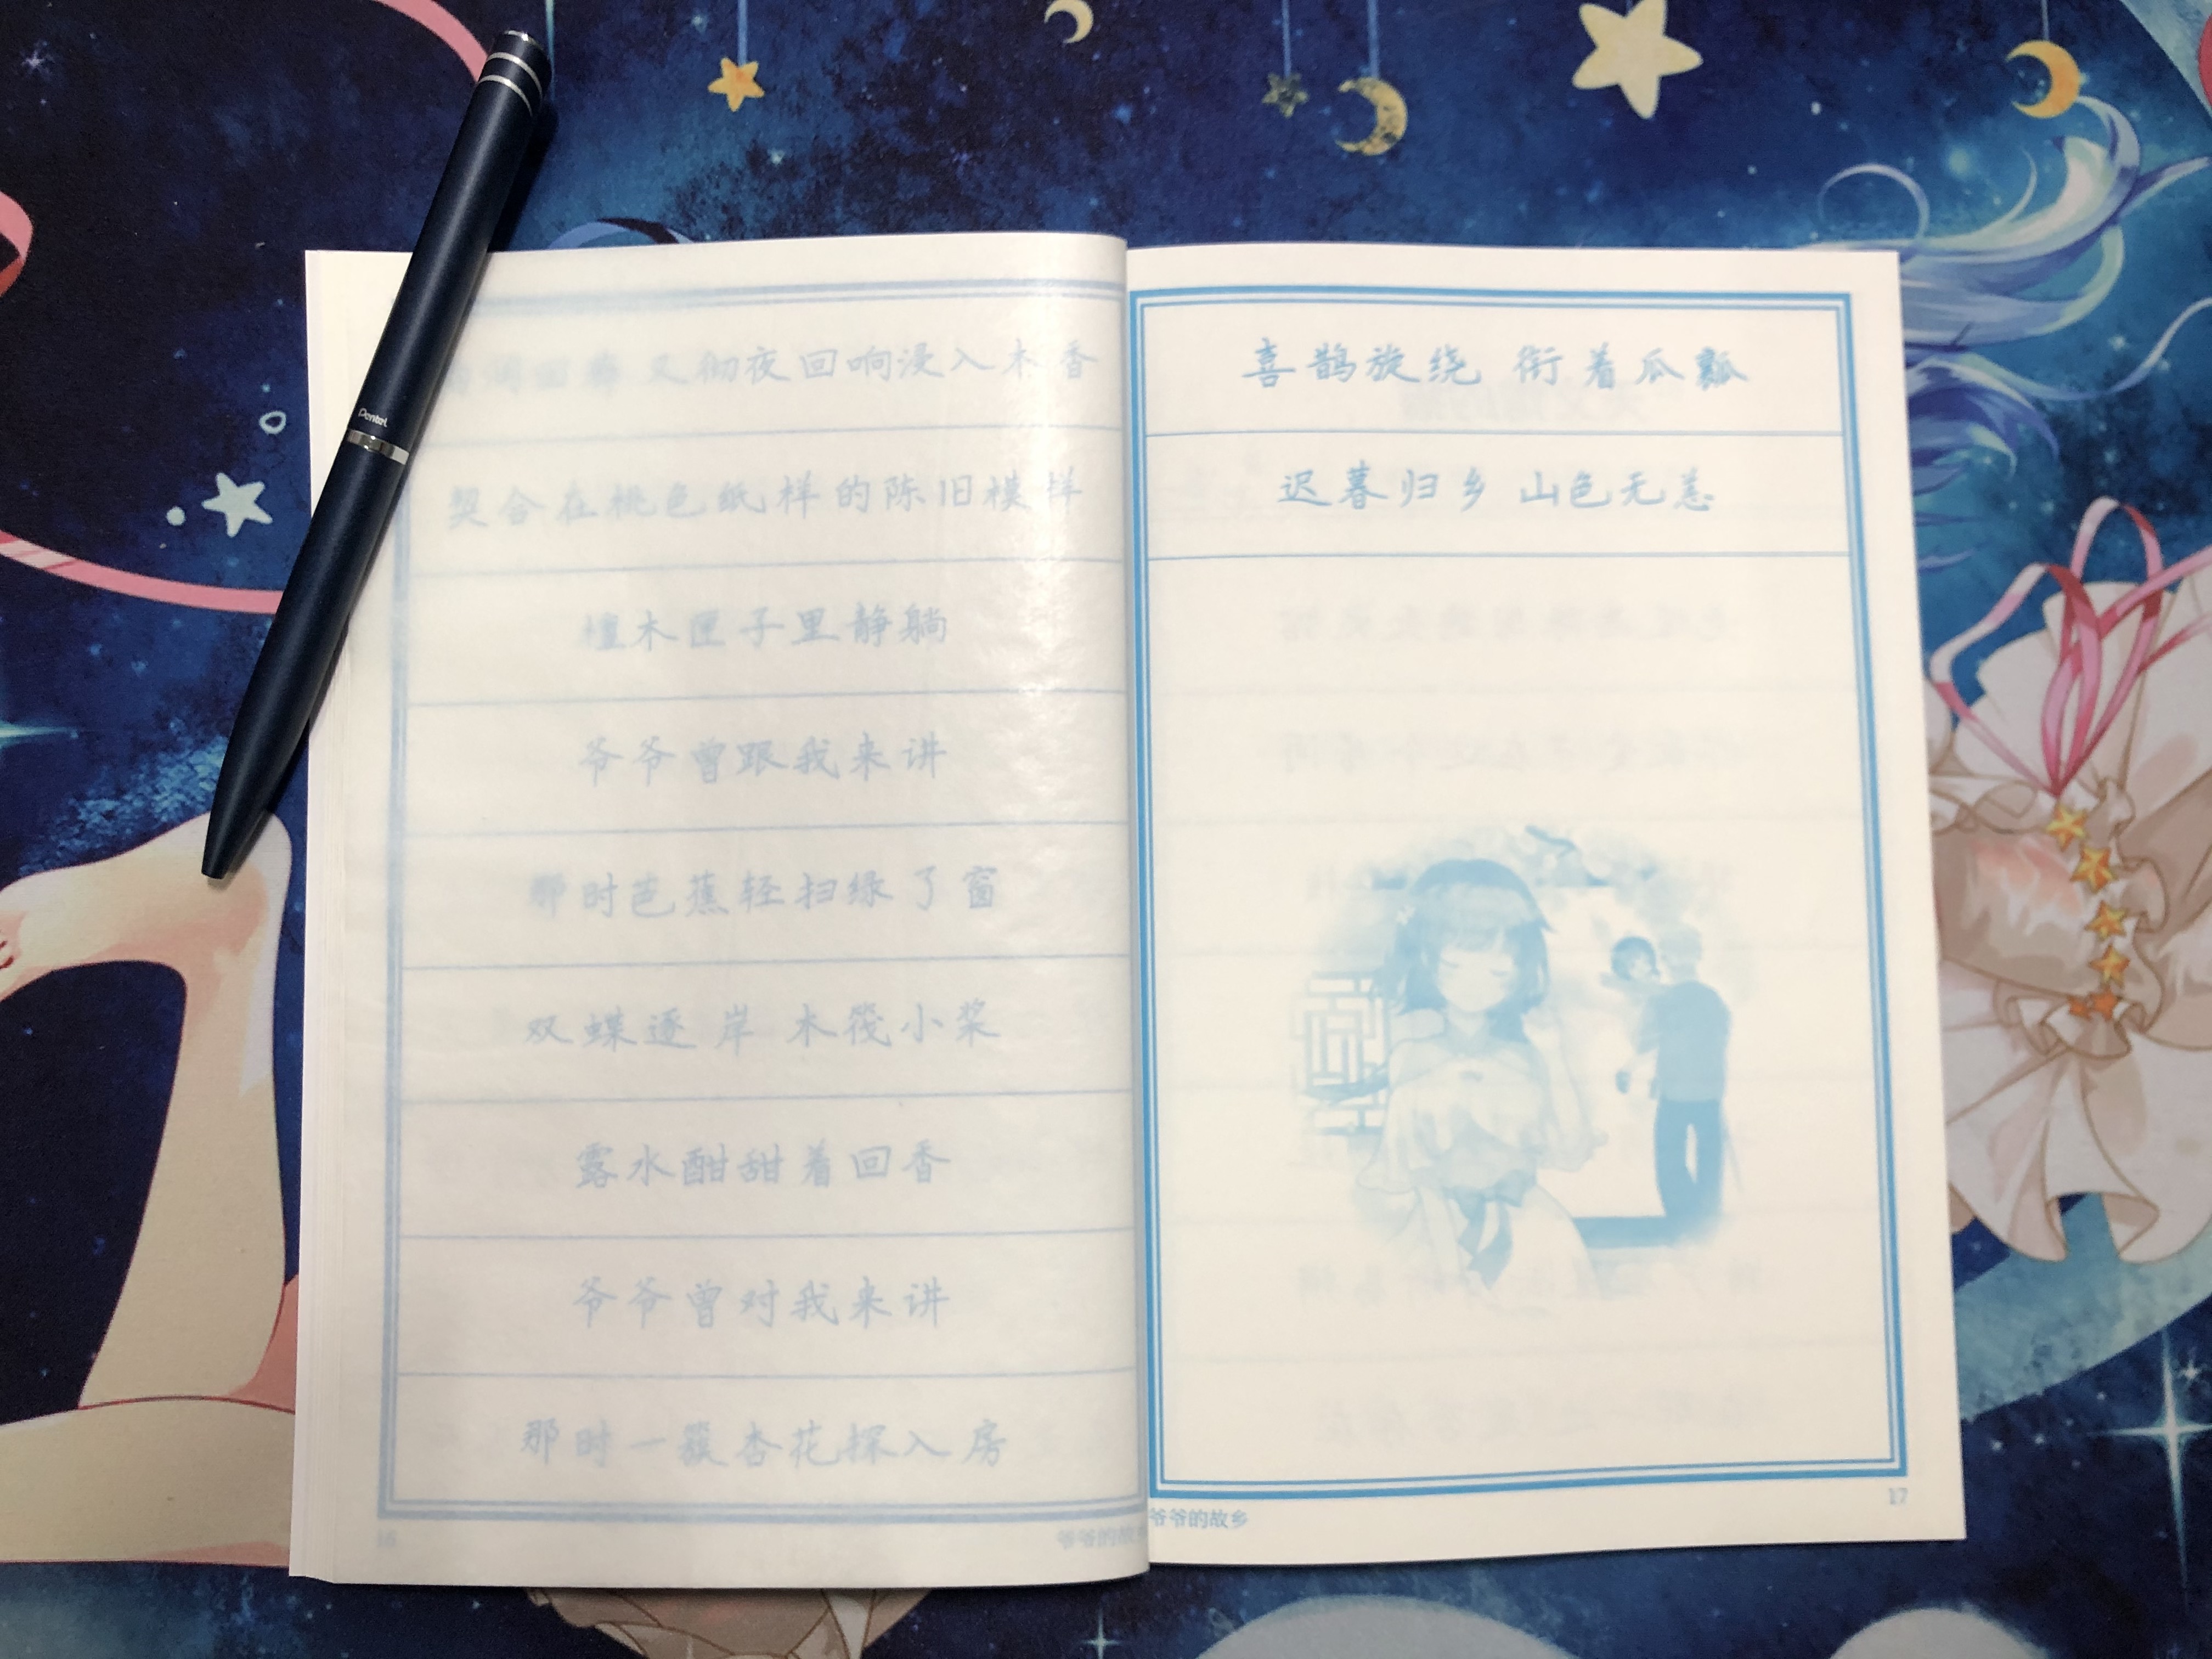 又彻夜回响浸入木香
契合在桃色纸样的陈旧模样
檀木匣子里静躺
爷爷曾跟我来讲
那时芭蕉轻扫绿了窗
双蝶逐岸 木筏小桨
露水酣甜着回香
爷爷曾对我来讲
那时一簇杏花探入房
16
爷爷的故
喜鹊旋绕 衔着瓜瓢
迟暮归乡 山色无恙
爷爷的故乡
17
Pentel